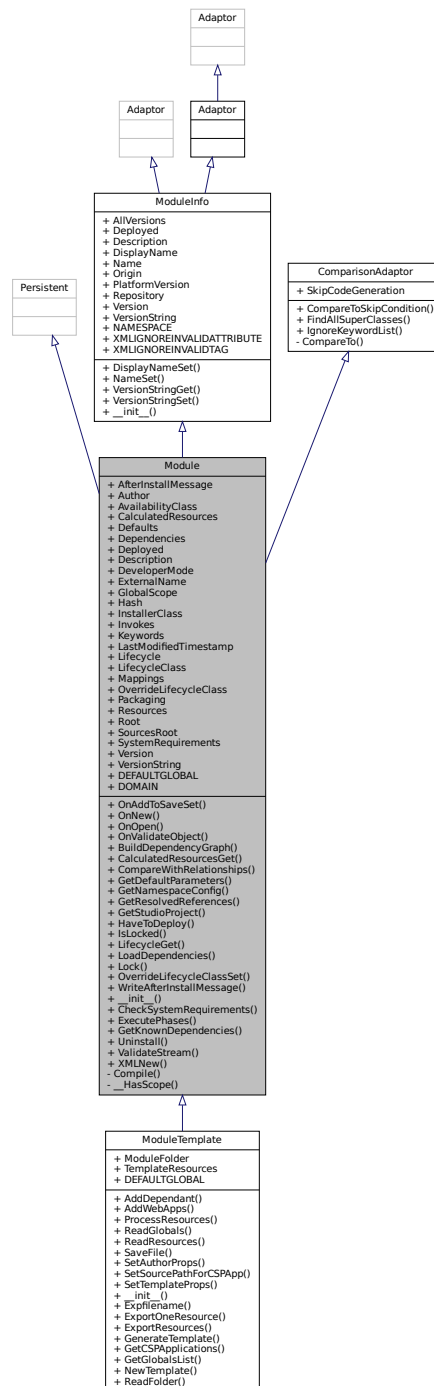 Adaptor
Adaptor
Adaptor
ModuleInfo
+ AllVersions
+ Deployed
+ Description
+ DisplayName
+ Name
+ Origin
+ PlatformVersion
+ Repository
+ Version
+ VersionString
+ NAMESPACE
+ XMLIGNOREINVALIDATTRIBUTE
+ XMLIGNOREINVALIDTAG
+ DisplayNameSet()
+ NameSet()
+ VersionStringGet()
+ VersionStringSet()
+ __init__()
Persistent
ComparisonAdaptor
+ SkipCodeGeneration
+ CompareToSkipCondition()
+ FindAllSuperClasses()
+ IgnoreKeywordList()
- CompareTo()
Module
+ AfterInstallMessage
+ Author
+ AvailabilityClass
+ CalculatedResources
+ Defaults
+ Dependencies
+ Deployed
+ Description
+ DeveloperMode
+ ExternalName
+ GlobalScope
+ Hash
+ InstallerClass
+ Invokes
+ Keywords
+ LastModifiedTimestamp
+ Lifecycle
+ LifecycleClass
+ Mappings
+ OverrideLifecycleClass
+ Packaging
+ Resources
+ Root
+ SourcesRoot
+ SystemRequirements
+ Version
+ VersionString
+ DEFAULTGLOBAL
+ DOMAIN
+ OnAddToSaveSet()
+ OnNew()
+ OnOpen()
+ OnValidateObject()
+ BuildDependencyGraph()
+ CalculatedResourcesGet()
+ CompareWithRelationships()
+ GetDefaultParameters()
+ GetNamespaceConfig()
+ GetResolvedReferences()
+ GetStudioProject()
+ HaveToDeploy()
+ IsLocked()
+ LifecycleGet()
+ LoadDependencies()
+ Lock()
+ OverrideLifecycleClassSet()
+ WriteAfterInstallMessage()
+ __init__()
+ CheckSystemRequirements()
+ ExecutePhases()
+ GetKnownDependencies()
+ Uninstall()
+ ValidateStream()
+ XMLNew()
- Compile()
- __HasScope()
ModuleTemplate
+ ModuleFolder
+ TemplateResources
+ DEFAULTGLOBAL
+ AddDependant()
+ AddWebApps()
+ ProcessResources()
+ ReadGlobals()
+ ReadResources()
+ SaveFile()
+ SetAuthorProps()
+ SetSourcePathForCSPApp()
+ SetTemplateProps()
+ __init__()
+ Expfilename()
+ ExportOneResource()
+ ExportResources()
+ GenerateTemplate()
+ GetCSPApplications()
+ GetGlobalsList()
+ NewTemplate()
+ ReadFolder()